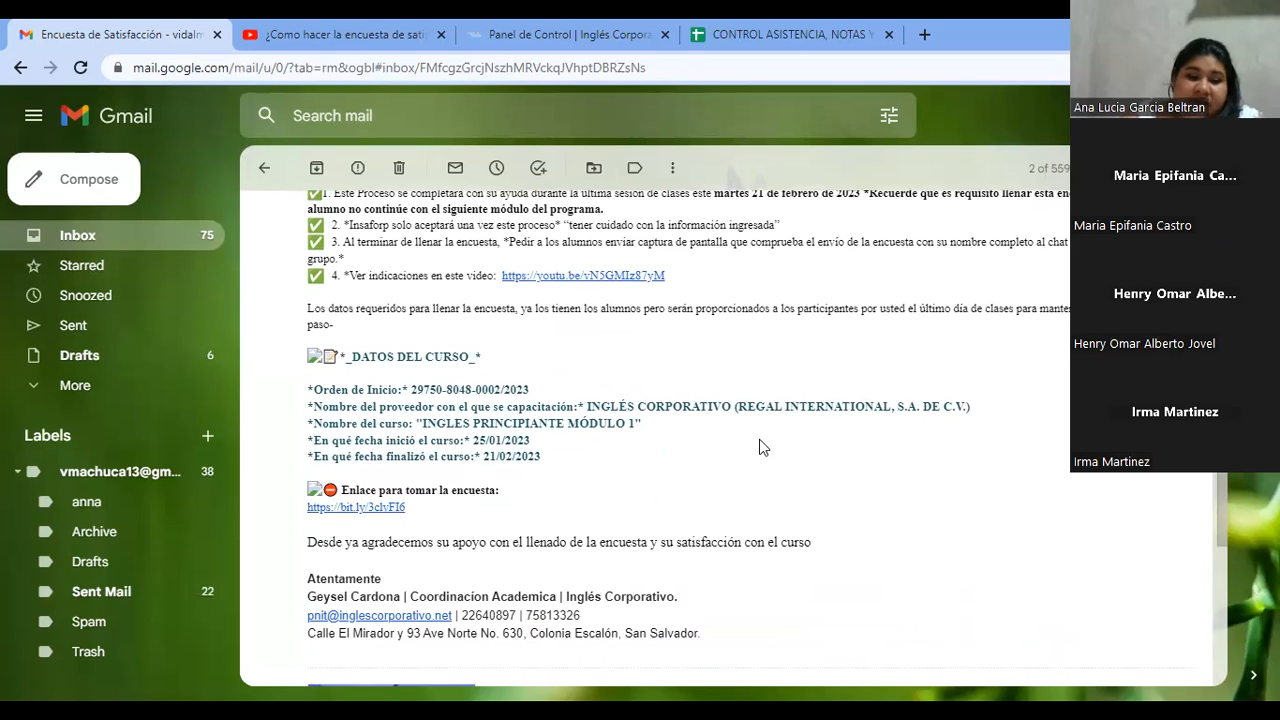 Encuesta de Satisfacción - vidalm
¿Como hacer la encuesta de sati
Panel de Control | Inglés Corpora
CONTROL ASISTENCIA, NOTAS Y
mail.google.com/mail/u/0/?tab=rm&ogbl#inbox/FMfcgzGrcjNszhMRVckqJVhptDBRZsNs
Gmail
Search mail
Compose
2 of 559
Inbox 75
Starred
Snoozed
Sent
Drafts 6
More
Labels
vmachuca13@gm... 38
anna
Archive
Drafts
Sent Mail 22
Spam
Trash
1. Este Proceso se completará con su ayuda durante la última sesión de clases este martes 21 de febrero de 2023 *Recuerde que es requisito llenar esta en
alumno no continúe con el siguiente módulo del programa.
2. *Insaforp solo aceptará una vez este proceso* “tener cuidado con la información ingresada”
3. Al terminar de llenar la encuesta, *Pedir a los alumnos enviar captura de pantalla que comprueba el envío de la encuesta con su nombre completo al chat
grupo.*
4. *Ver indicaciones en este video: https://youtu.be/vN5GMIz87yM
Los datos requeridos para llenar la encuesta, ya los tienen los alumnos pero serán proporcionados a los participantes por usted el último día de clases para mante
paso-
*_DATOS DEL CURSO_*
*Orden de Inicio:* 29750-8048-0002/2023
*Nombre del proveedor con el que se capacitación:* INGLÉS CORPORATIVO (REGAL INTERNATIONAL, S.A. DE C.V.)
*Nombre del curso: "INGLES PRINCIPIANTE MÓDULO 1"
*En qué fecha inició el curso:* 25/01/2023
*En qué fecha finalizó el curso:* 21/02/2023
Enlace para tomar la encuesta:
https://bit.ly/3clvFI6
Desde ya agradecemos su apoyo con el llenado de la encuesta y su satisfacción con el curso
Atentamente
Geysel Cardona | Coordinacíon Academica | Inglés Corporativo.
pnit@inglescorporativo.net | 22640897 | 75813326
Calle El Mirador y 93 Ave Norte No. 630, Colonia Escalón, San Salvador.
Ana Lucia Garcia Beltran
Maria Epifania Ca...
Maria Epifania Castro
Henry Omar Albe...
Henry Omar Alberto Jovel
Irma Martinez
Irma Martinez